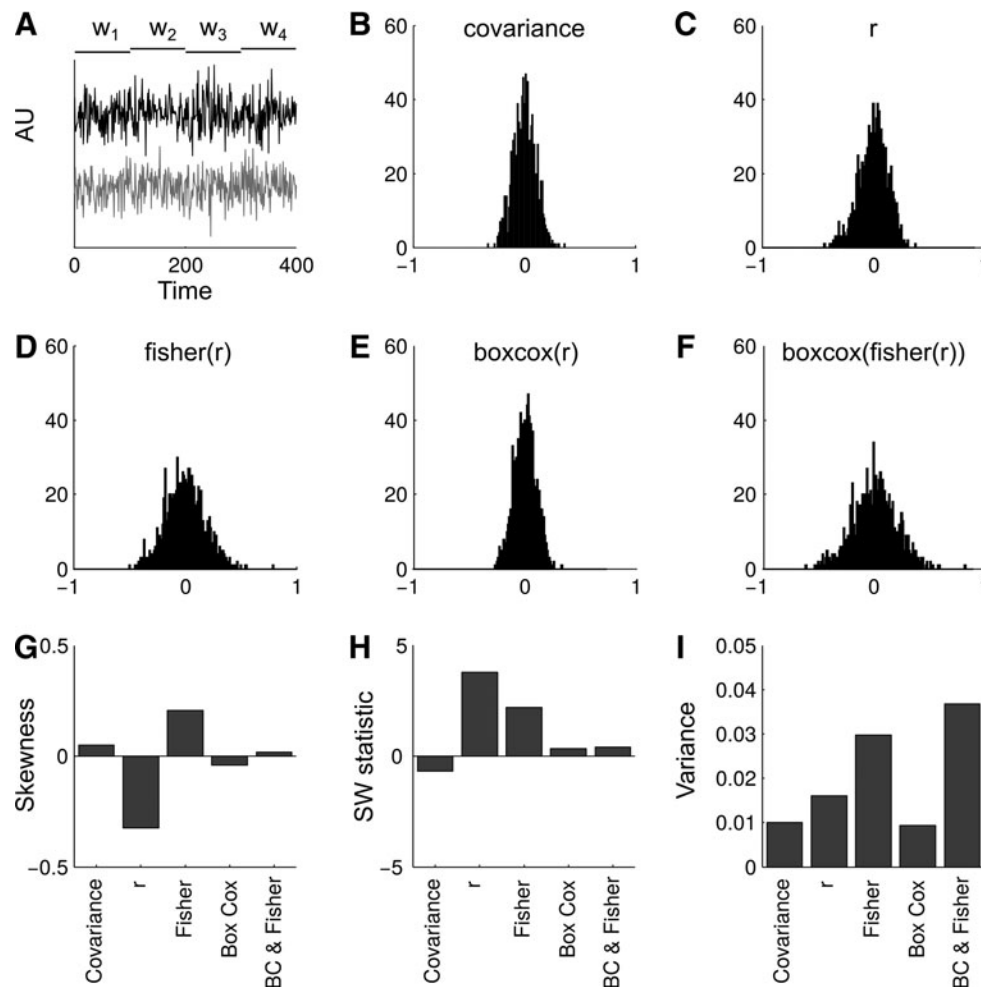 A
w1 w2 w3 w4
AU
0 200 400
Time
B
covariance
60
40
20
0
−1 0 1
C
r
60
40
20
0
−1 0 1
D
fisher(r)
60
40
20
0
−1 0 1
E
boxcox(r)
60
40
20
0
−1 0 1
F
boxcox(fisher(r))
60
40
20
0
−1 0 1
G
Skewness
0.5
0
−0.5
Covariance
r
Fisher
Box Cox
BC & Fisher
H
SW statistic
5
0
−5
Covariance
r
Fisher
Box Cox
BC & Fisher
I
Variance
0.05
0.04
0.03
0.02
0.01
0
Covariance
r
Fisher
Box Cox
BC & Fisher